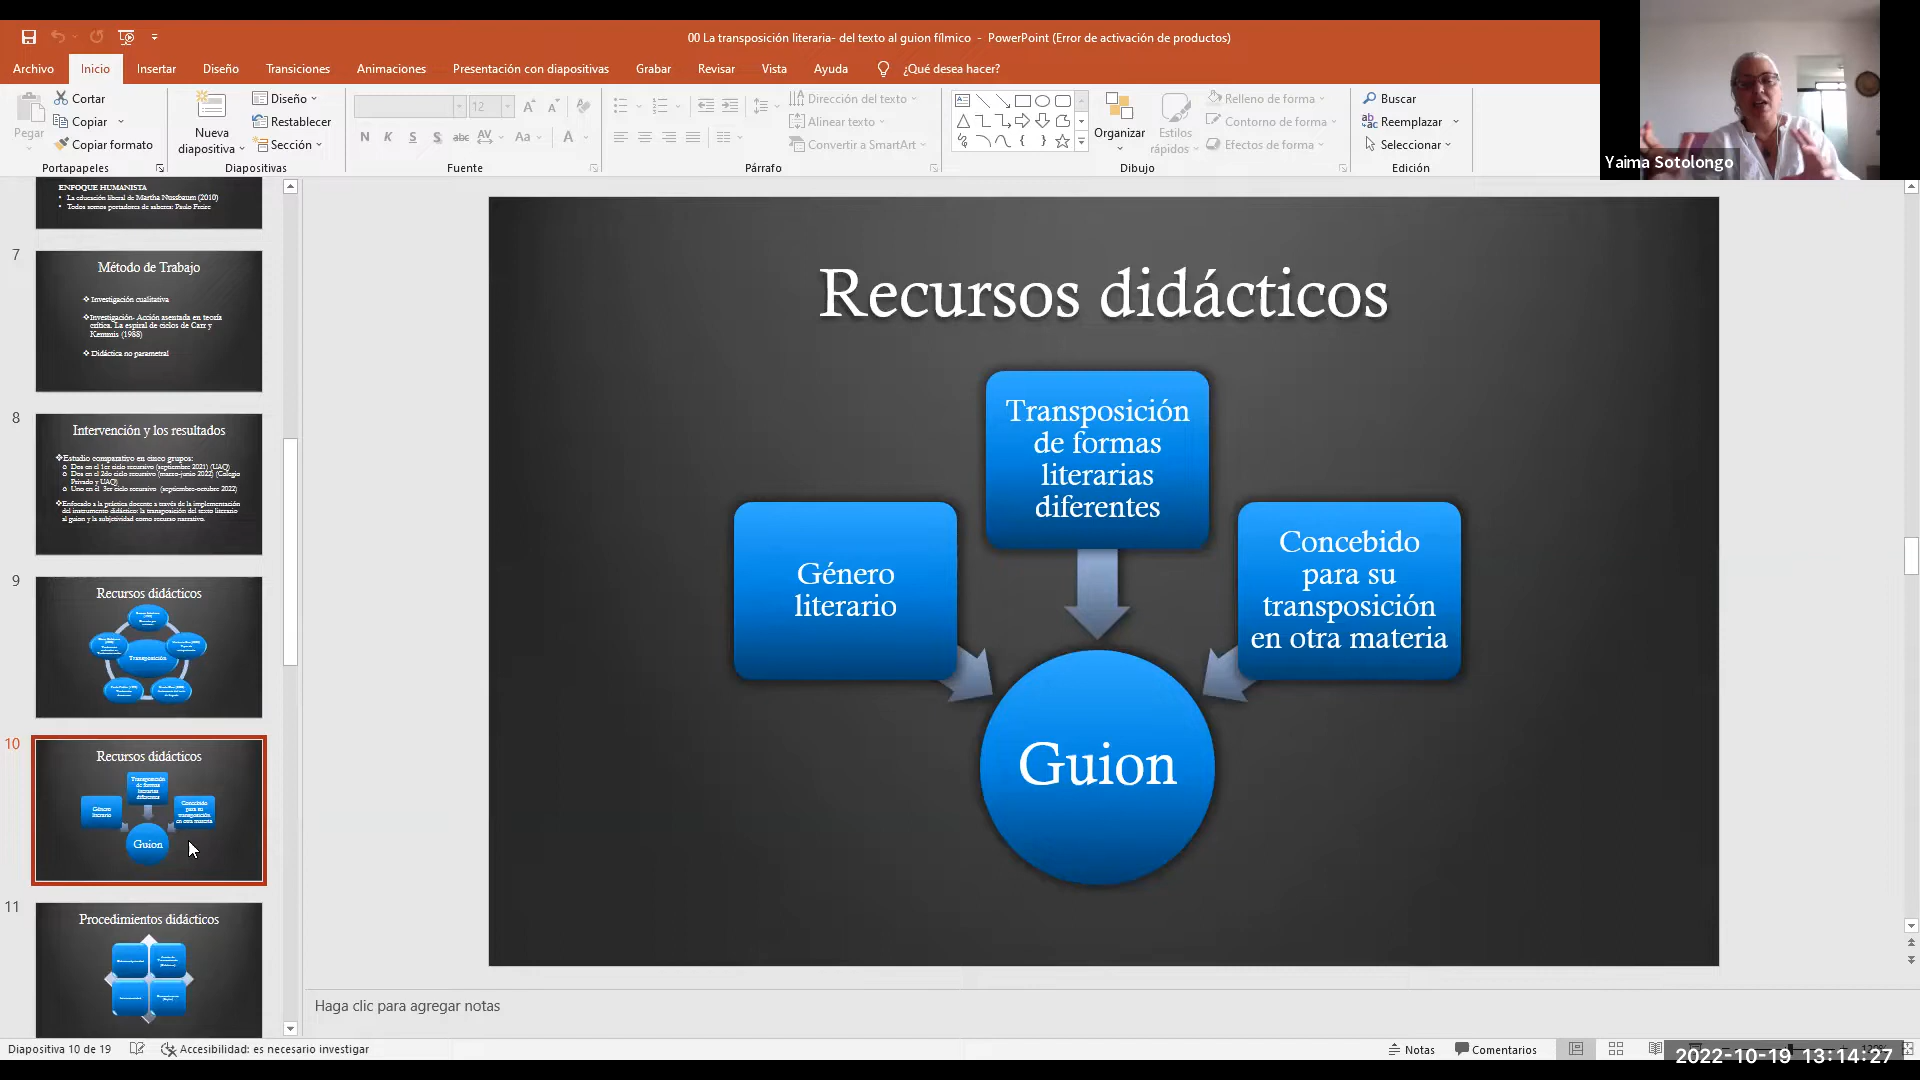 00 La transposición literaria- del texto al guion fílmico - PowerPoint (Error de activación de productos)
Archivo Inicio Insertar Diseño Transiciones Animaciones Presentación con diapositivas Grabar Revisar Vista Ayuda ¿Qué desea hacer?
Pegar
Cortar
Copiar
Copiar formato
Portapapeles
Nueva
diapositiva
Diseño
Restablecer
Sección
Diapositivas
12
N K S S abc AV Aa A
Fuente
Dirección del texto
Alinear texto
Convertir a SmartArt
Párrafo
Organizar
Estilos
rápidos
Relleno de forma
Contorno de forma
Efectos de forma
Dibujo
Buscar
Reemplazar
Seleccionar
Edición
Yaima Sotolongo
ENFOQUE HUMANISTA
La educación liberal de Martha Nussbaum (2010)
Todos somos portadores de saberes: Paulo Freire
7
Método de Trabajo
Investigación cualitativa
Investigación- Acción asentada en teoría
crítica. La espiral de ciclos de Carr y
Kemmis (1988)
Didáctica no parametral
8
Intervención y los resultados
Estudio comparativo en cinco grupos:
Dos en el 1er ciclo recursivo (septiembre 2021) (UAQ)
Dos en el 2do ciclo recursivo (marzo-junio 2022) (Colegio
Privado y UAQ)
Uno en el 3er ciclo recursivo (septiembre-octubre 2022)
Enfocado a la práctica docente a través de la implementación
del instrumento didáctico: la transposición del texto literario
al guion y la subjetividad como recurso narrativo.
9
Recursos didácticos
Transposición
10
Recursos didácticos
Transposición
de formas
literarias
diferentes
Género
literario
Concebido
para su
transposición
en otra materia
Guion
11
Procedimientos didácticos
Recursos didácticos
Transposición
de formas
literarias
diferentes
Género
literario
Concebido
para su
transposición
en otra materia
Guion
Haga clic para agregar notas
Diapositiva 10 de 19 Accesibilidad: es necesario investigar Notas Comentarios
2022-10-19 13:14:27